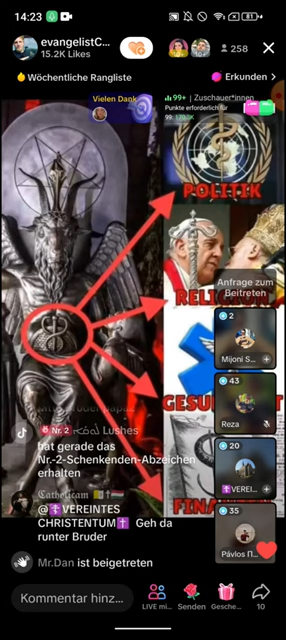 14:23
81
evangelistC...
15.2K Likes
258
Wöchentliche Rangliste
Erkunden >
Vielen Dank
99+ | Zuschauer*innen
Punkte erforderlich für
99:
POLITIK
Anfrage zum
Beitreten
2
Mijoni S...
43
Reza
20
VEREI...
35
Pávlos Π...
Nr. 2
Lushes
hat gerade das
Nr.-2-Schenkenden-Abzeichen
erhalten
Catholicam
@VEREINTES
CHRISTENTUM Geh da
runter Bruder
Mr.Dan ist beigetreten
Kommentar hinz...
LIVE mi...
Senden
Gesche...
10